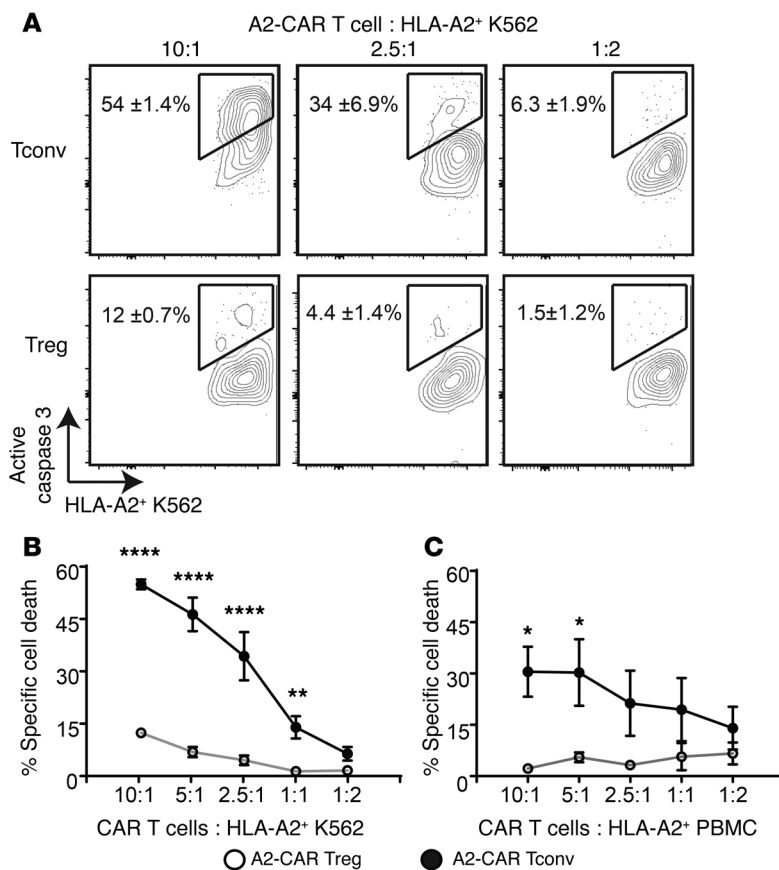 A
A2-CAR T cell : HLA-A2⁺ K562
10:1 2.5:1 1:2
Tconv
54 ±1.4% 34 ±6.9% 6.3 ±1.9%
Treg
12 ±0.7% 4.4 ±1.4% 1.5±1.2%
Active
caspase 3
HLA-A2⁺ K562
B
% Specific cell death
60
45
30
15
0
**** **** **** **
10:1 5:1 2.5:1 1:1 1:2
CAR T cells : HLA-A2⁺ K562
C
% Specific cell death
60
45
30
15
0
* *
10:1 5:1 2.5:1 1:1 1:2
CAR T cells : HLA-A2⁺ PBMC
A2-CAR Treg A2-CAR Tconv